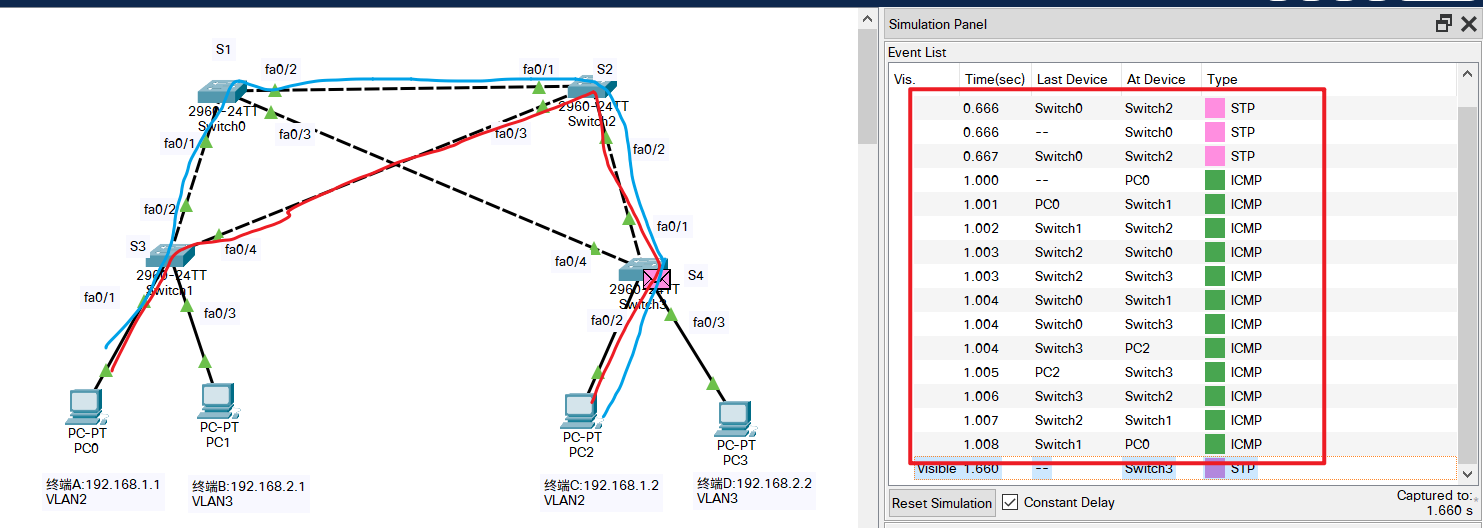 S1
fa0/2
fa0/1
S2
2960-24TT
Switch0
fa0/3
2960-24TT
Switch2
fa0/3
fa0/1
fa0/2
fa0/2
fa0/1
S3
fa0/4
fa0/4
2960-24TT
Switch1
S4
2960-24TT
Switch3
fa0/1
fa0/3
fa0/2
fa0/3
PC-PT
PC0
PC-PT
PC1
PC-PT
PC2
PC-PT
PC3
终端A:192.168.1.1
VLAN2
终端B:192.168.2.1
VLAN3
终端C:192.168.1.2
VLAN2
终端D:192.168.2.2
VLAN3
Simulation Panel
Event List
Vis. Time(sec) Last Device At Device Type
0.666 Switch0 Switch2 STP
0.666 -- Switch0 STP
0.667 Switch0 Switch2 STP
1.000 -- PC0 ICMP
1.001 PC0 Switch1 ICMP
1.002 Switch1 Switch2 ICMP
1.003 Switch2 Switch0 ICMP
1.003 Switch2 Switch3 ICMP
1.004 Switch0 Switch1 ICMP
1.004 Switch0 Switch3 ICMP
1.004 Switch3 PC2 ICMP
1.005 PC2 Switch3 ICMP
1.006 Switch3 Switch2 ICMP
1.007 Switch2 Switch1 ICMP
1.008 Switch1 PC0 ICMP
Visible 1.660 -- Switch3 STP
Reset Simulation Constant Delay
Captured to:
1.660 s